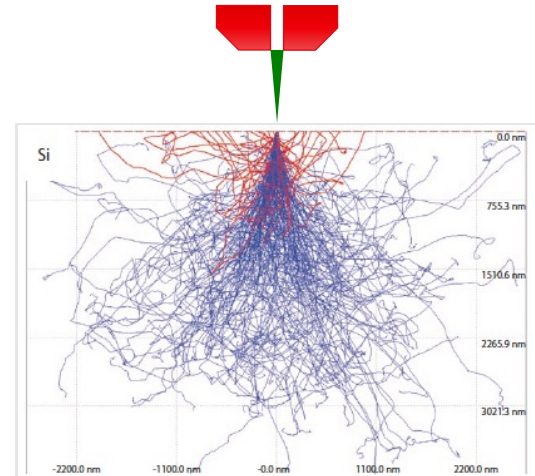 Si
0.0 nm
755.3 nm
1510.6 nm
2265.9 nm
3021.3 nm
-2200.0 nm
-1100.0 nm
-0.0 nm
1100.0 nm
2200.0 nm